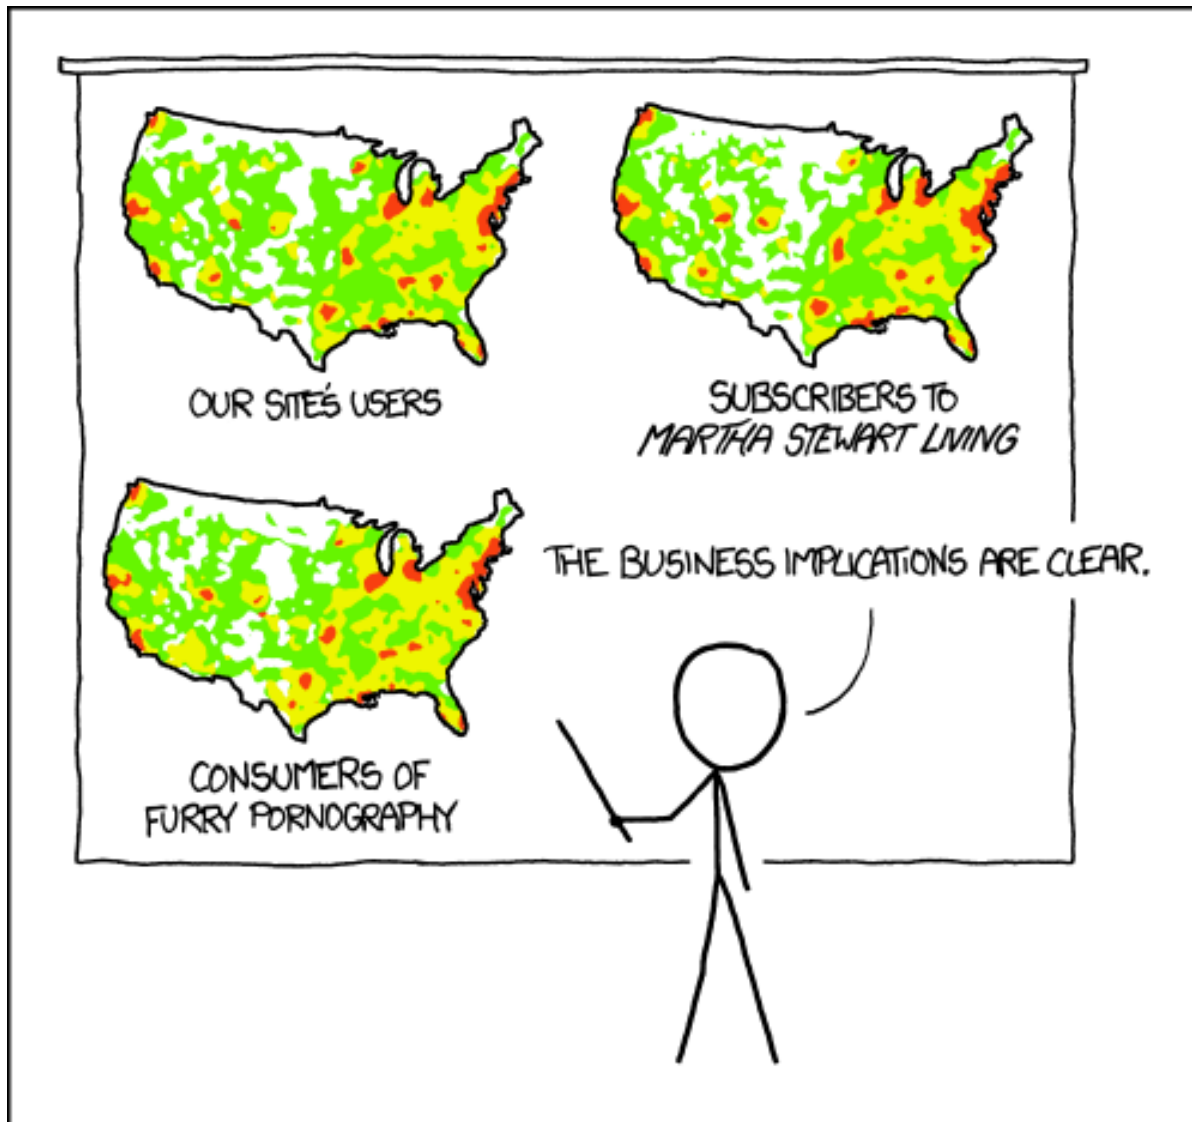 OUR SITE'S USERS
SUBSCRIBERS TO
MARTHA STEWART LIVING
CONSUMERS OF
FURRY PORNOGRAPHY
THE BUSINESS IMPLICATIONS ARE CLEAR.